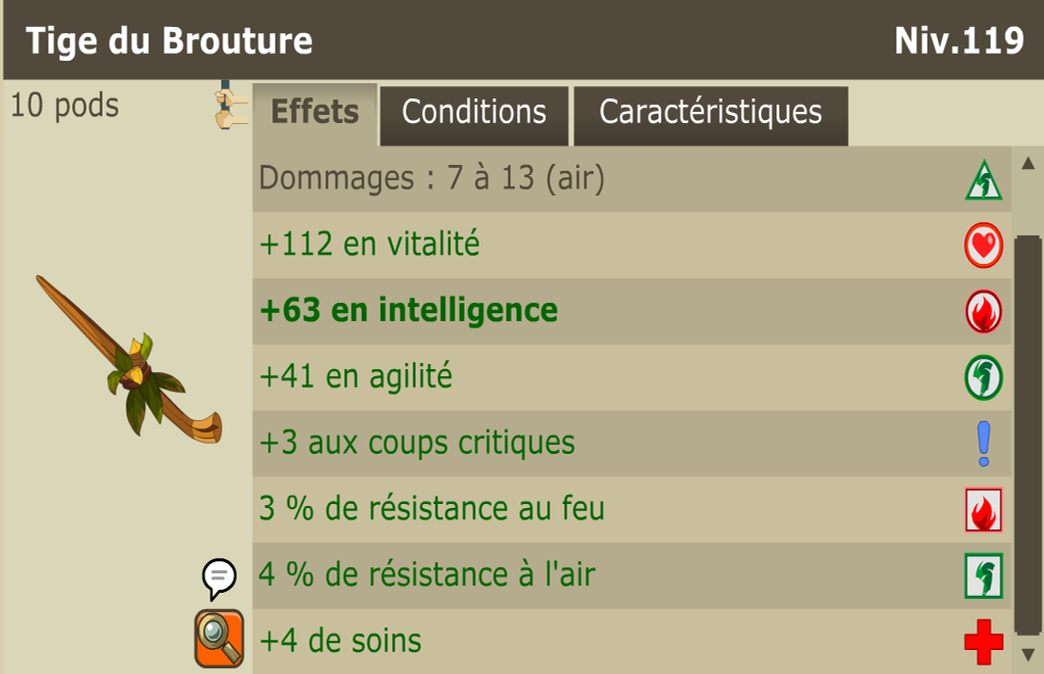 Tige du Brouture
Niv.119
10 pods
Effets
Conditions
Caractéristiques
Dommages : 7 à 13 (air)
+112 en vitalité
+63 en intelligence
+41 en agilité
+3 aux coups critiques
3 % de résistance au feu
4 % de résistance à l'air
+4 de soins